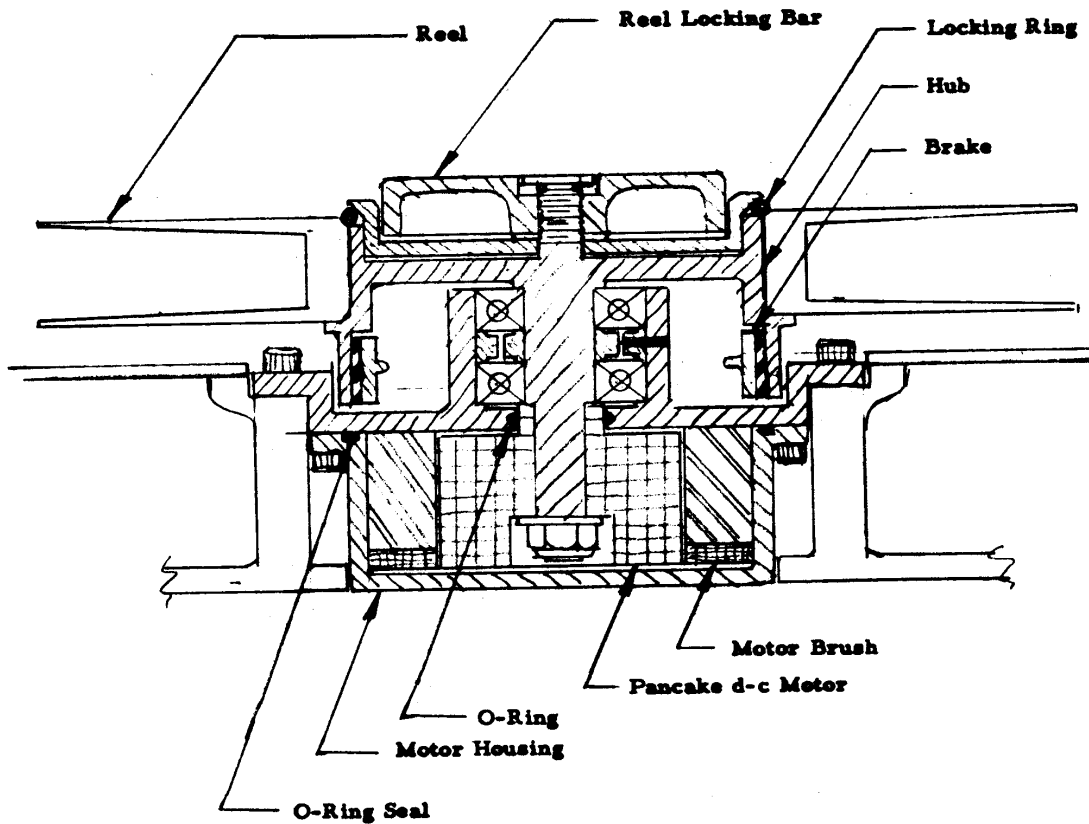 Reel
Reel Locking Bar
Locking Ring
Hub
Brake
Motor Brush
Pancake d-c Motor
O-Ring
Motor Housing
O-Ring Seal